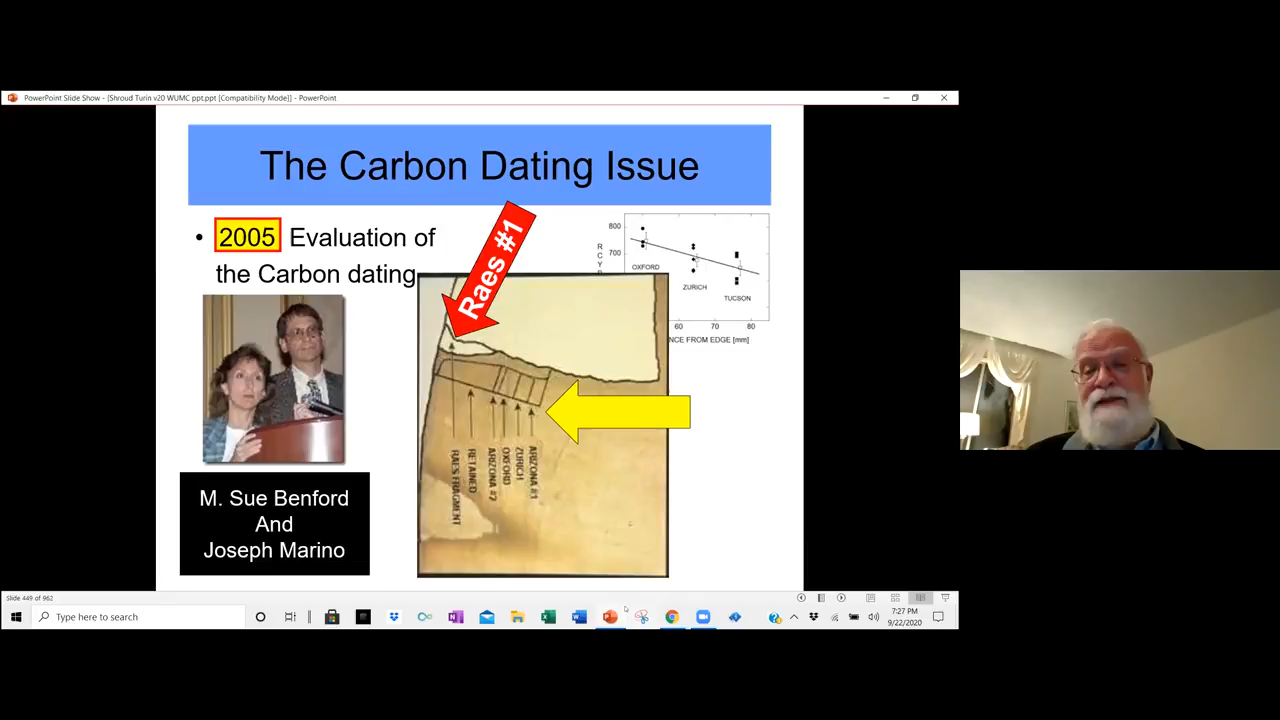 PowerPoint Slide Show - [Shroud Turin v20 WUMC ppt.ppt [Compatibility Mode]] - PowerPoint
The Carbon Dating Issue
• 2005 Evaluation of
the Carbon dating
Raes #1
800
700
R
C
Y
OXFORD
ZURICH
TUCSON
60 70 80
NCE FROM EDGE [mm]
ARIZONA #1
ZURICH
OXFORD
ARIZONA #2
RETAINED
RAES FRAGMENT
M. Sue Benford
And
Joseph Marino
Slide 449 of 962
Type here to search
7:27 PM
9/22/2020